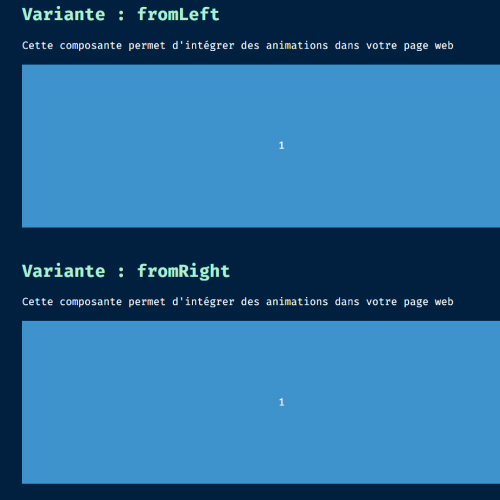 Variante : fromLeft
Cette composante permet d'intégrer des animations dans votre page web
1
Variante : fromRight
Cette composante permet d'intégrer des animations dans votre page web
1